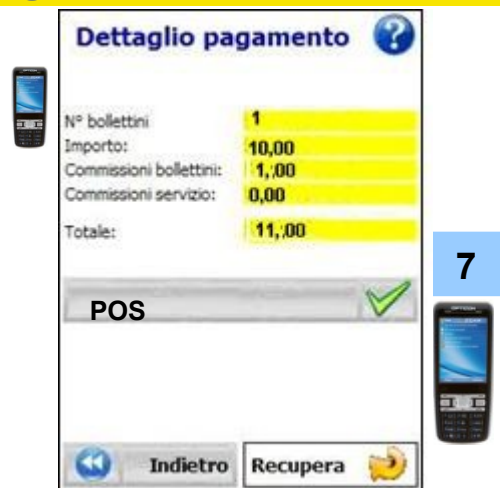 Dettaglio pagamento ?
N° bollettini 1
Importo: 10,00
Commissioni bollettini: 1,;00
Commissioni servizio: 0,00
Totale: 11,;00
7
POS
OPTICON
Indietro Recupera